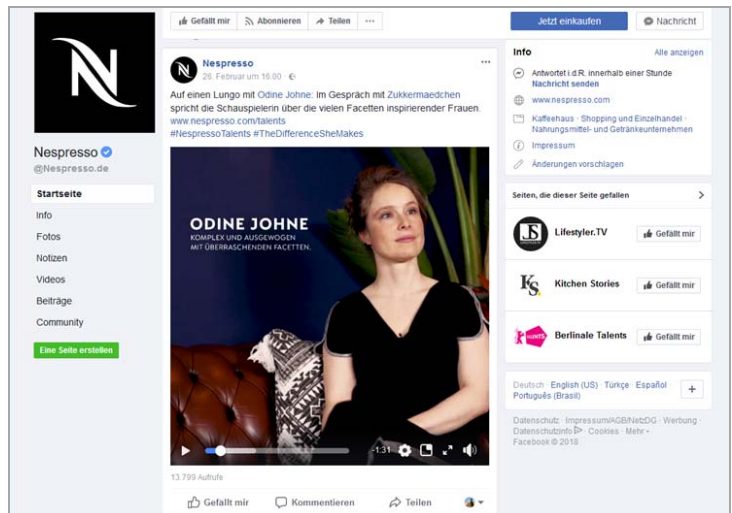 Gefällt mir
Abonnieren
Teilen
Jetzt einkaufen
Nachricht
N
Nespresso
@Nespresso.de
Startseite
Info
Fotos
Notizen
Videos
Beiträge
Community
Eine Seite erstellen
Nespresso
26. Februar um 16:00
Auf einen Lungo mit Odine Johne: im Gespräch mit Zukkermaedchen
spricht die Schauspielerin über die vielen Facetten inspirierender Frauen.
www.nespresso.com/talents
#NespressoTalents #TheDifferenceSheMakes
ODINE JOHNE
KOMPLEX UND AUSGEWOGEN
MIT ÜBERRASCHENDEN FACETTEN.
-1:31
13.799 Aufrufe
Gefällt mir
Kommentieren
Teilen
Info
Alle anzeigen
Antwortet i.d.R. innerhalb einer Stunde
Nachricht senden
www.nespresso.com
Kaffeehaus · Shopping und Einzelhandel ·
Nahrungsmittel- und Getränkeunternehmen
Impressum
Änderungen vorschlagen
Seiten, die dieser Seite gefallen
Lifestyler.TV
Gefällt mir
KS
Kitchen Stories
Gefällt mir
Berlinale Talents
Gefällt mir
Deutsch · English (US) · Türkçe · Español
Português (Brasil)
Datenschutz · Impressum/AGB/NetzDG · Werbung ·
Datenschutzinfo · Cookies · Mehr
Facebook © 2018